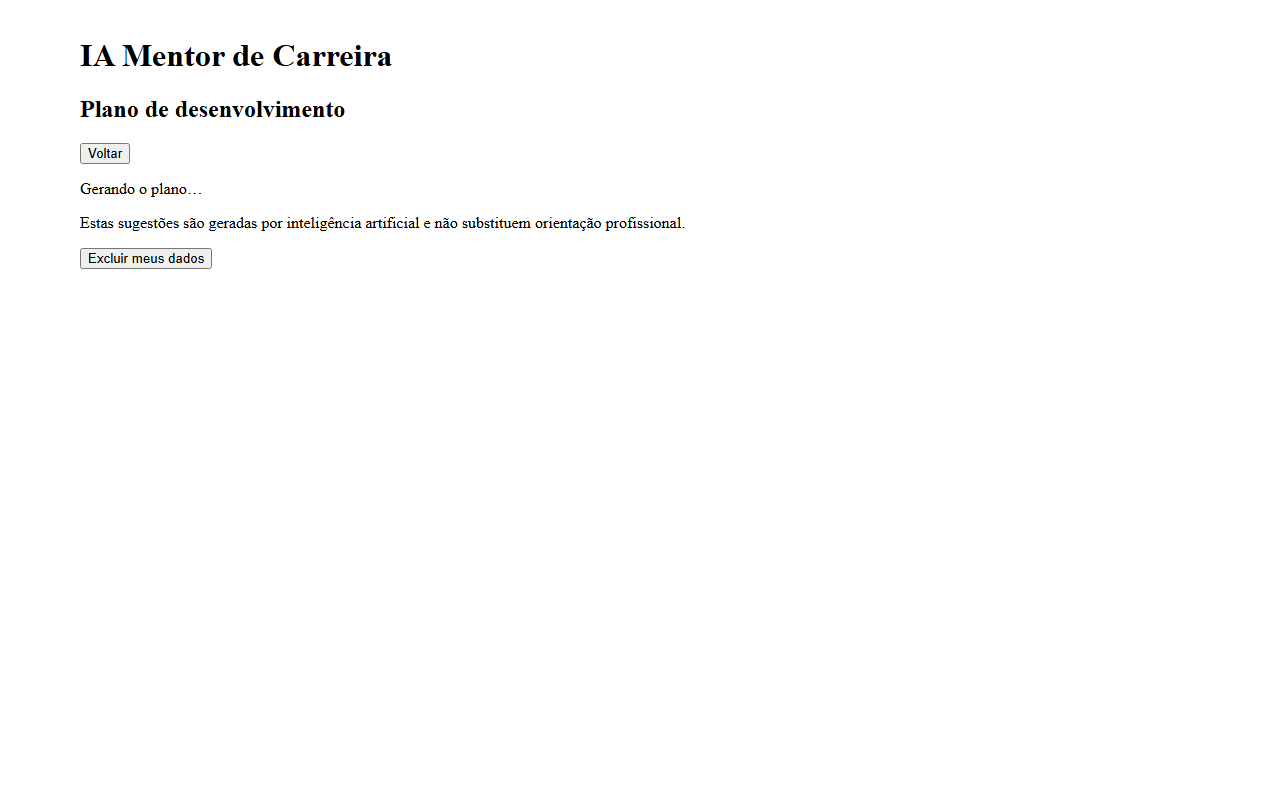 IA Mentor de Carreira
Plano de desenvolvimento
Voltar
Gerando o plano…
Estas sugestões são geradas por inteligência artificial e não substituem orientação profissional.
Excluir meus dados